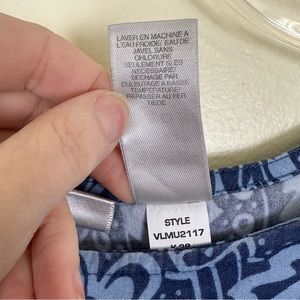 LAVER EN MACHINE A
L'EAU FROIDE/ EAU DE
JAVEL SANS
CHLORURE
SEULEMENT SI ES
NECESSAIRE/
SECHAGE PAR
CULBUTAGE A BASSE
TEMPERATURE/
REPASSER AU FER
TIEDE
STYLE
VLMU2117